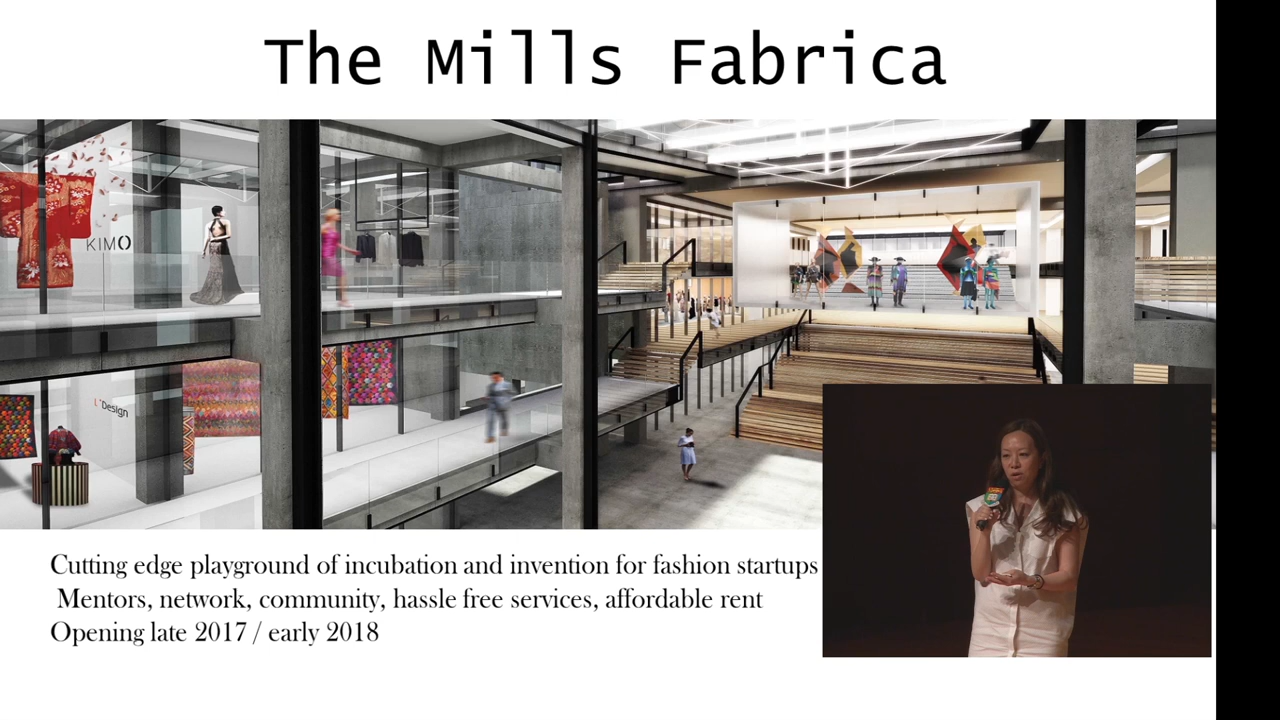 The Mills Fabrica
KIMO
L*Design
Cutting edge playground of incubation and invention for fashion startups
Mentors, network, community, hassle free services, affordable rent
Opening late 2017 / early 2018